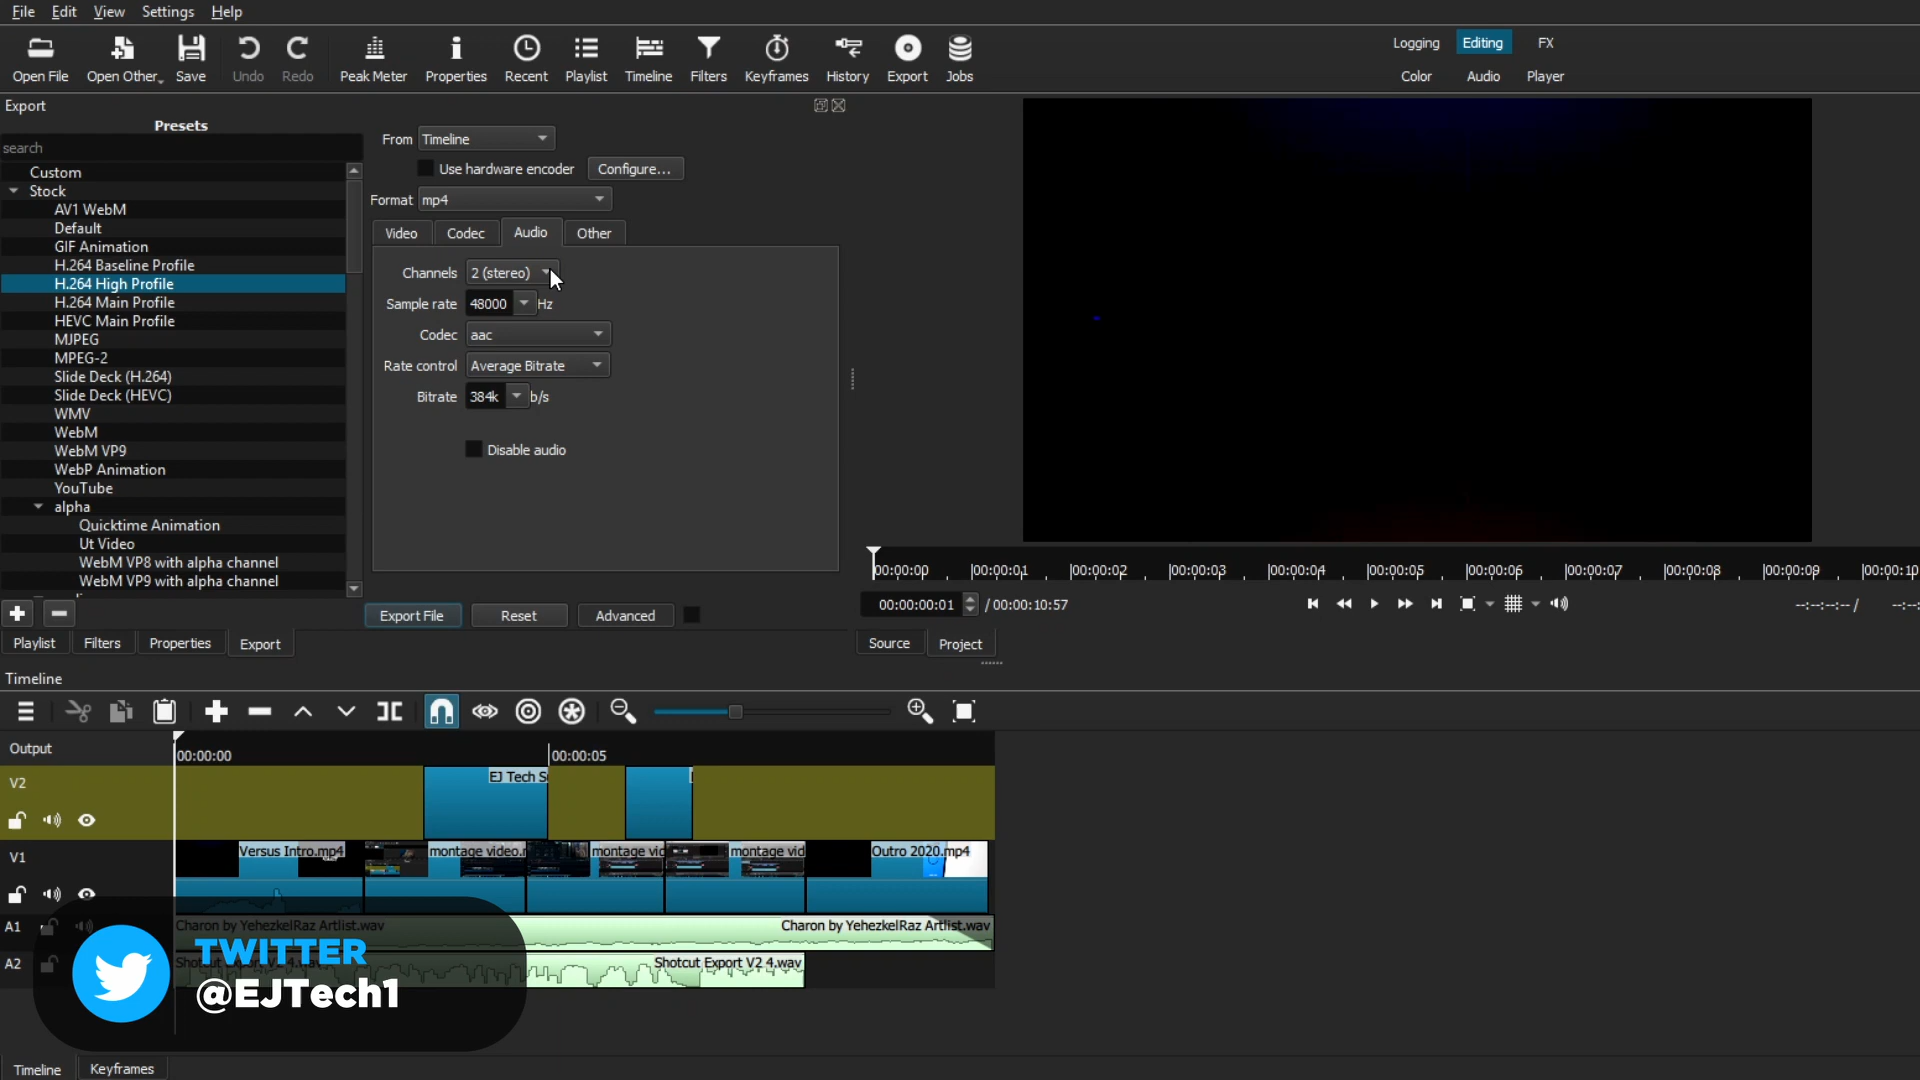 File Edit View Settings Help
Open File Open Other Save Undo Redo Peak Meter Properties Recent Playlist Timeline Filters Keyframes History Export Jobs
Logging Editing FX
Color Audio Player
Export
Presets
search
Custom
Stock
AV1 WebM
Default
GIF Animation
H.264 Baseline Profile
H.264 High Profile
H.264 Main Profile
HEVC Main Profile
MJPEG
MPEG-2
Slide Deck (H.264)
Slide Deck (HEVC)
WMV
WebM
WebM VP9
WebP Animation
YouTube
alpha
Quicktime Animation
Ut Video
WebM VP8 with alpha channel
WebM VP9 with alpha channel
From Timeline
Use hardware encoder Configure...
Format mp4
Video Codec Audio Other
Channels 2 (stereo)
Sample rate 48000 Hz
Codec aac
Rate control Average Bitrate
Bitrate 384k b/s
Disable audio
Export File Reset Advanced
Playlist Filters Properties Export
00:00:00 00:00:01 00:00:02 00:00:03 00:00:04 00:00:05 00:00:06 00:00:07 00:00:08 00:00:09 00:00:10
00:00:00:01 / 00:00:10:57 --:--:--:-- / --:--
Source Project
Timeline
Output 00:00:00 00:00:05
V2 EJ Tech S
V1 Versus Intro.mp4 montage video. montage vid montage vid Outro 2020.mp4
A1 Charon by YehezkelRaz Artlist.wav Charon by YehezkelRaz Artlist.wav
A2 Shotcut Export V2 4.wav Shotcut Export V2 4.wav
TWITTER
@EJTech1
Timeline Keyframes